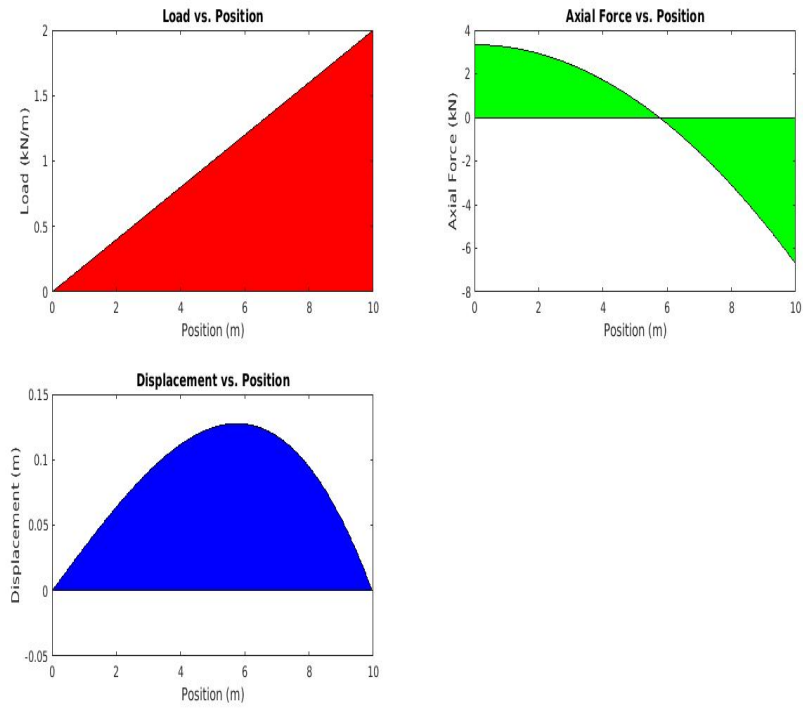 Load vs. Position
2
1.5
1
0.5
0
Load (kN/m)
0 2 4 6 8 10
Position (m)
Axial Force vs. Position
4
2
0
-2
-4
-6
-8
Axial Force (kN)
0 2 4 6 8 10
Position (m)
Displacement vs. Position
0.15
0.1
0.05
0
-0.05
Displacement (m)
0 2 4 6 8 10
Position (m)